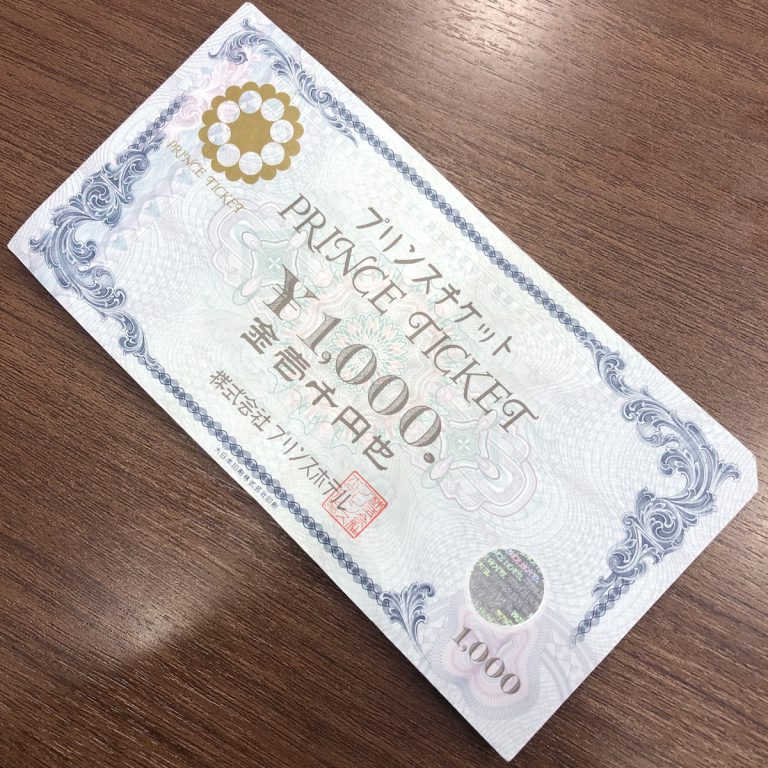 PRINCE TICKET
プリンスチケット
PRINCE TICKET
¥1,000.
金壱千円也
株式会社 プリンスホテル
大日本印刷株式会社印刷
1,000